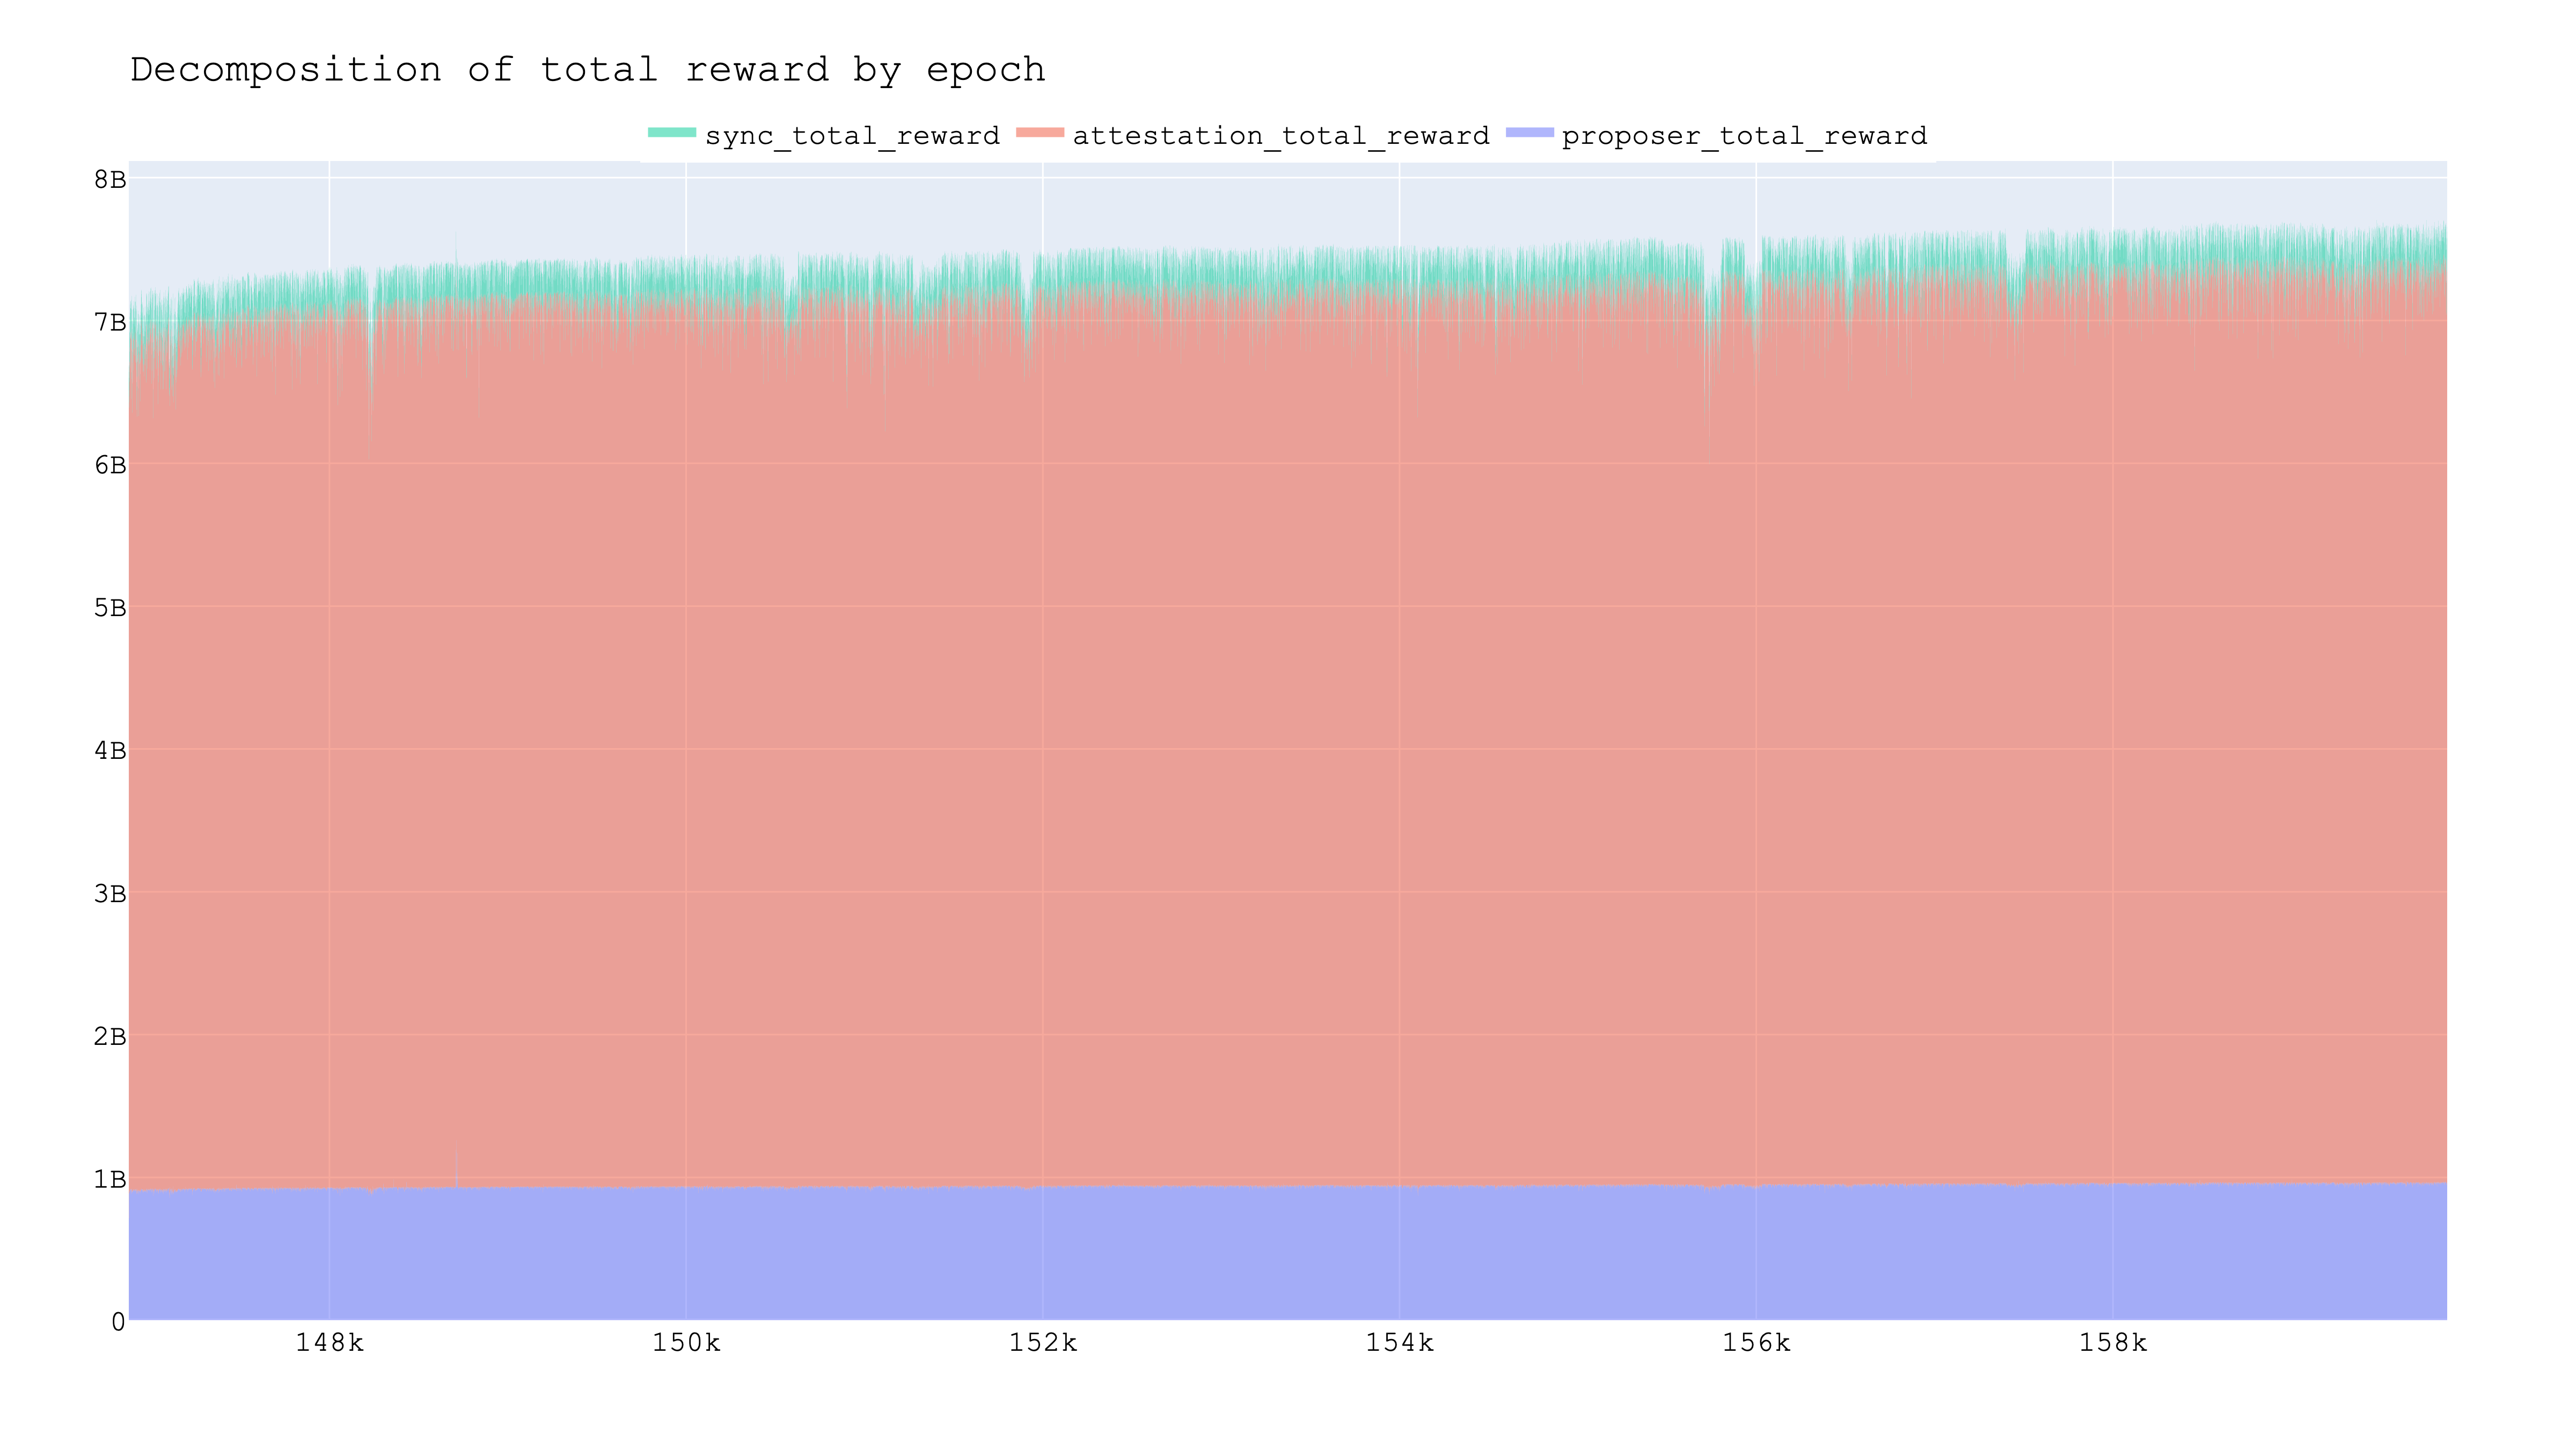 Decomposition of total reward by epoch
sync_total_reward attestation_total_reward proposer_total_reward
8B
7B
6B
5B
4B
3B
2B
1B
0
148k 150k 152k 154k 156k 158k